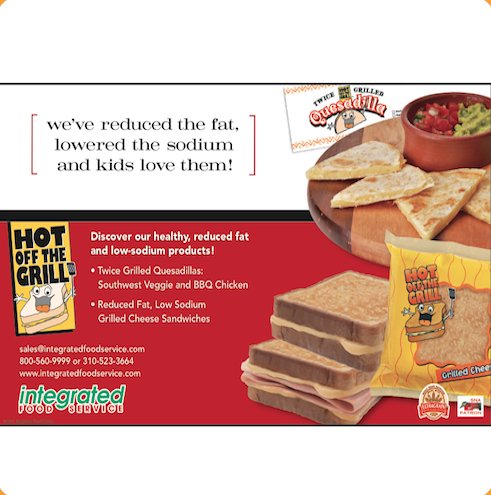 we've reduced the fat,
lowered the sodium
and kids love them!
TWICE GRILLED
Quesadilla
HOT
OFF THE
GRILL
Discover our healthy, reduced fat
and low-sodium products!
• Twice Grilled Quesadillas:
Southwest Veggie and BBQ Chicken
• Reduced Fat, Low Sodium
Grilled Cheese Sandwiches
HOT
OFF THE
GRILL
Grilled Chee
sales@integratedfoodservice.com
800-560-9999 or 310-523-3664
www.integratedfoodservice.com
integrated
FOOD SERVICE
SNA
PATRON